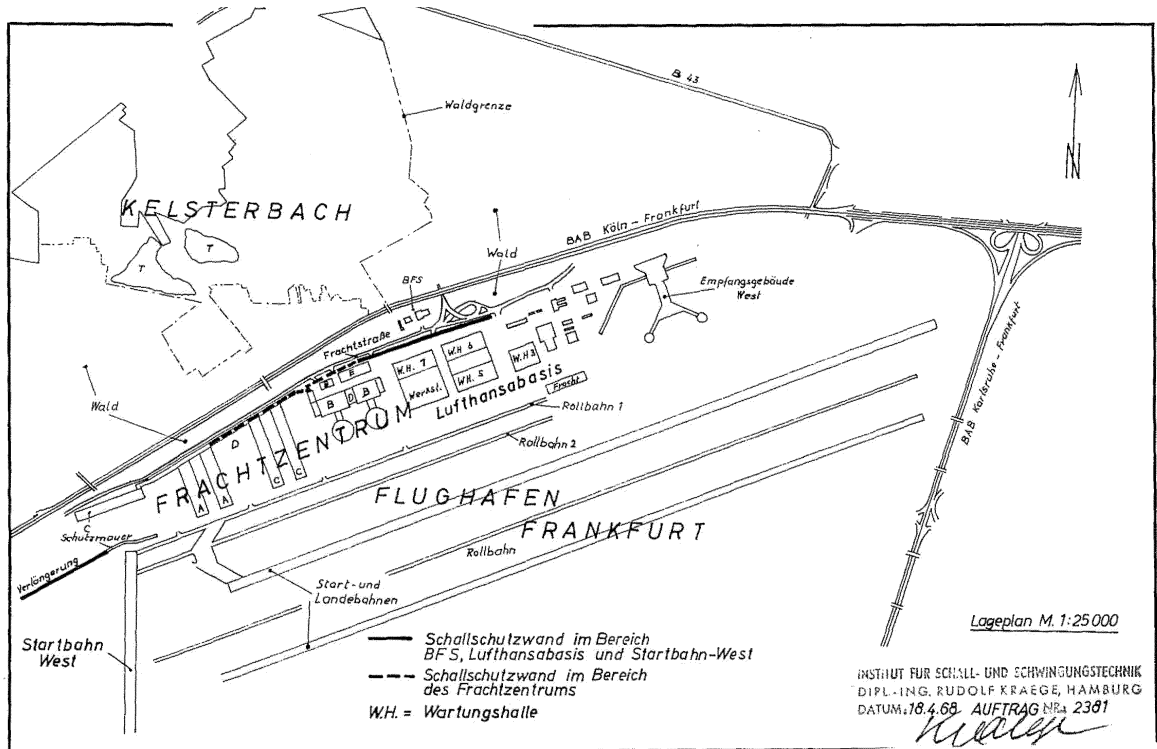 B 43
Waldgrenze
N
KELSTERBACH
T
T
Wald
BAB Köln - Frankfurt
BFS
Empfangsgebäude
West
Frachtstraße
W.H. 6
W.H. 7
W.H. 5
W.H 3
Werkst.
E
E
B
D
B
Fracht
Lufthansabasis
Rollbahn 1
Rollbahn 2
BAB Karlsruhe - Frankfurt
Wald
D
FRACHTZENTRUM
A
A
C
C
C
Schutzmauer
Verlängerung
FLUGHAFEN
FRANKFURT
Rollbahn
Start- und
Landebahnen
Startbahn
West
Schallschutzwand im Bereich
BFS, Lufthansabasis und Startbahn-West
Schallschutzwand im Bereich
des Frachtzentrums
W.H. = Wartungshalle
Lageplan M. 1:25000
INSTITUT FÜR SCHALL- UND SCHWINGUNGSTECHNIK
DIPL.-ING. RUDOLF KRAEGE, HAMBURG
DATUM: 18.4.68 AUFTRAG NR: 2381